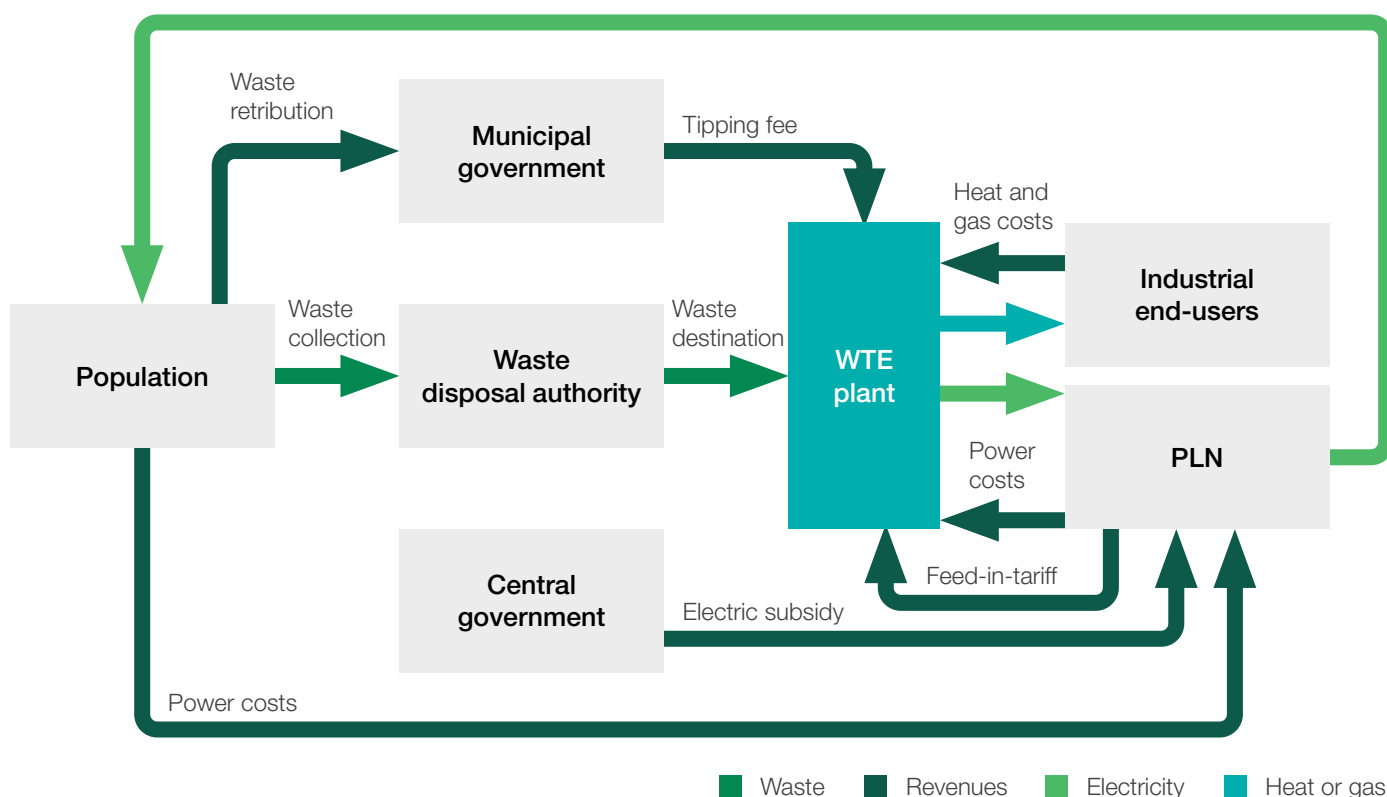 Waste
retribution
Municipal
government
Tipping fee
Heat and
gas costs
Industrial
end-users
Population
Waste
collection
Waste
disposal authority
Waste
destination
WTE
plant
Power
costs
PLN
Central
government
Feed-in-tariff
Electric subsidy
Power costs
Waste
Revenues
Electricity
Heat or gas